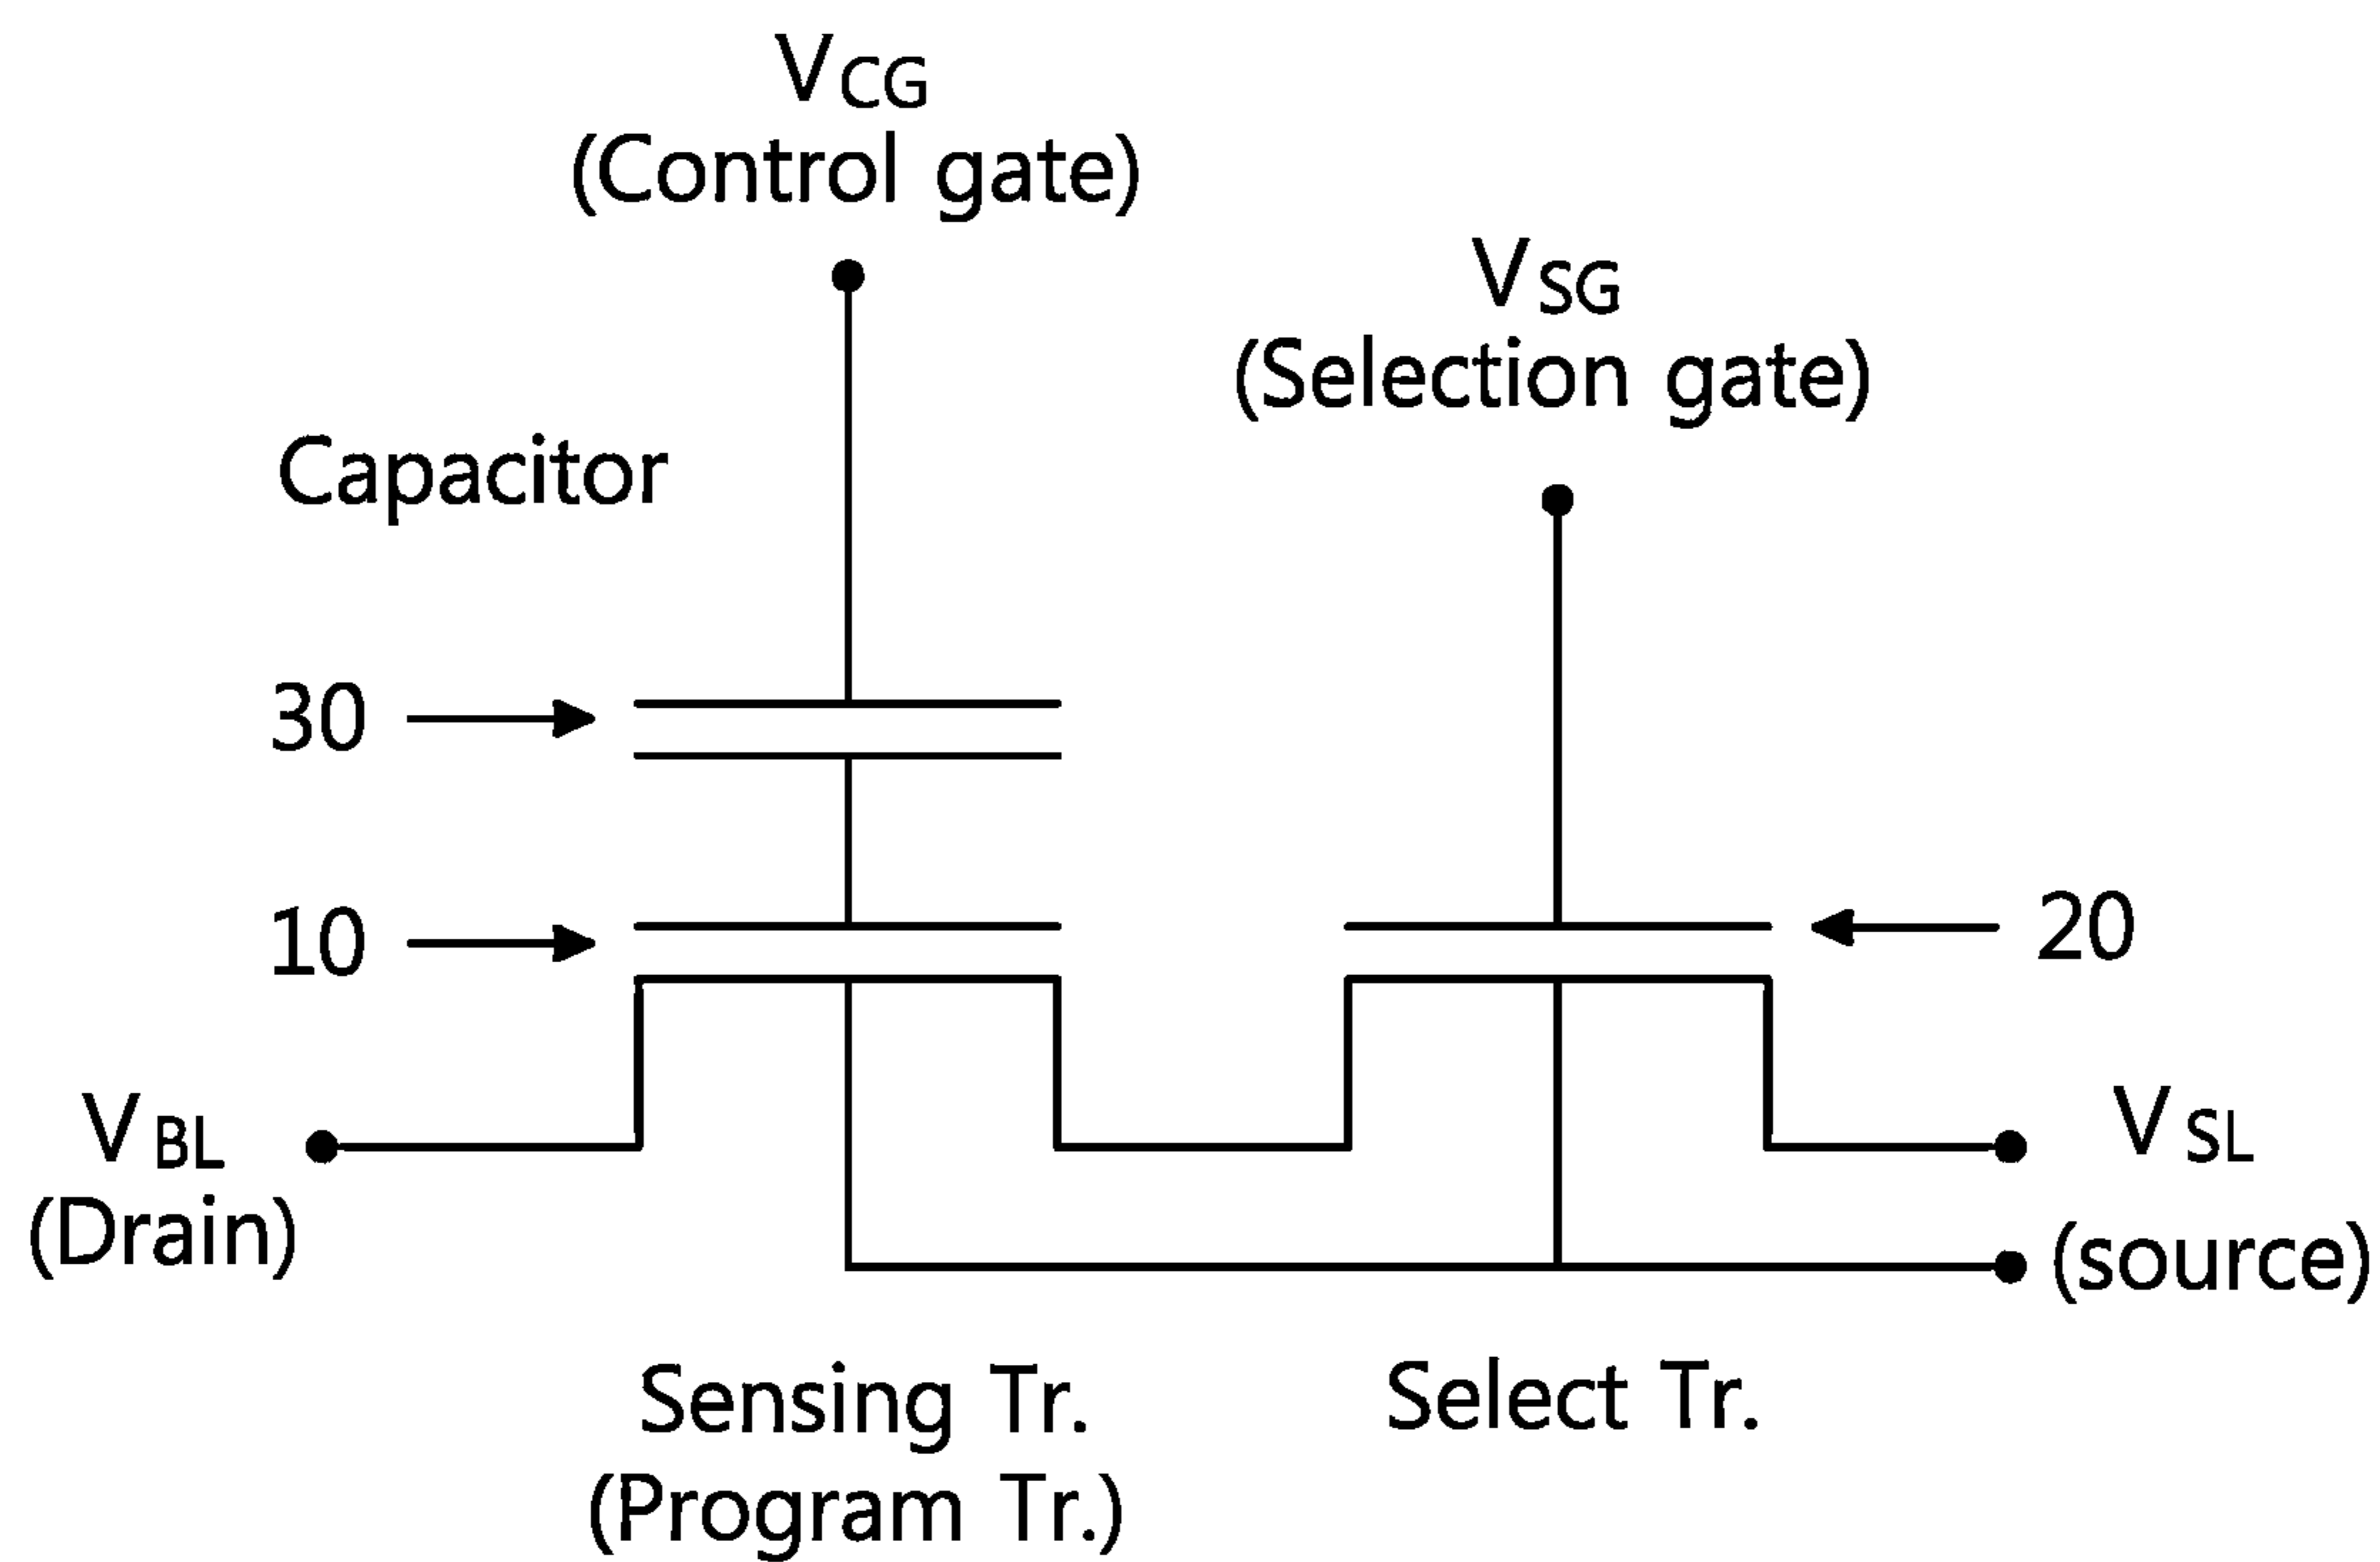 VCG
(Control gate)
VSG
(Selection gate)
Capacitor
30
10
20
VBL
(Drain)
VSL
(source)
Sensing Tr.
(Program Tr.)
Select Tr.